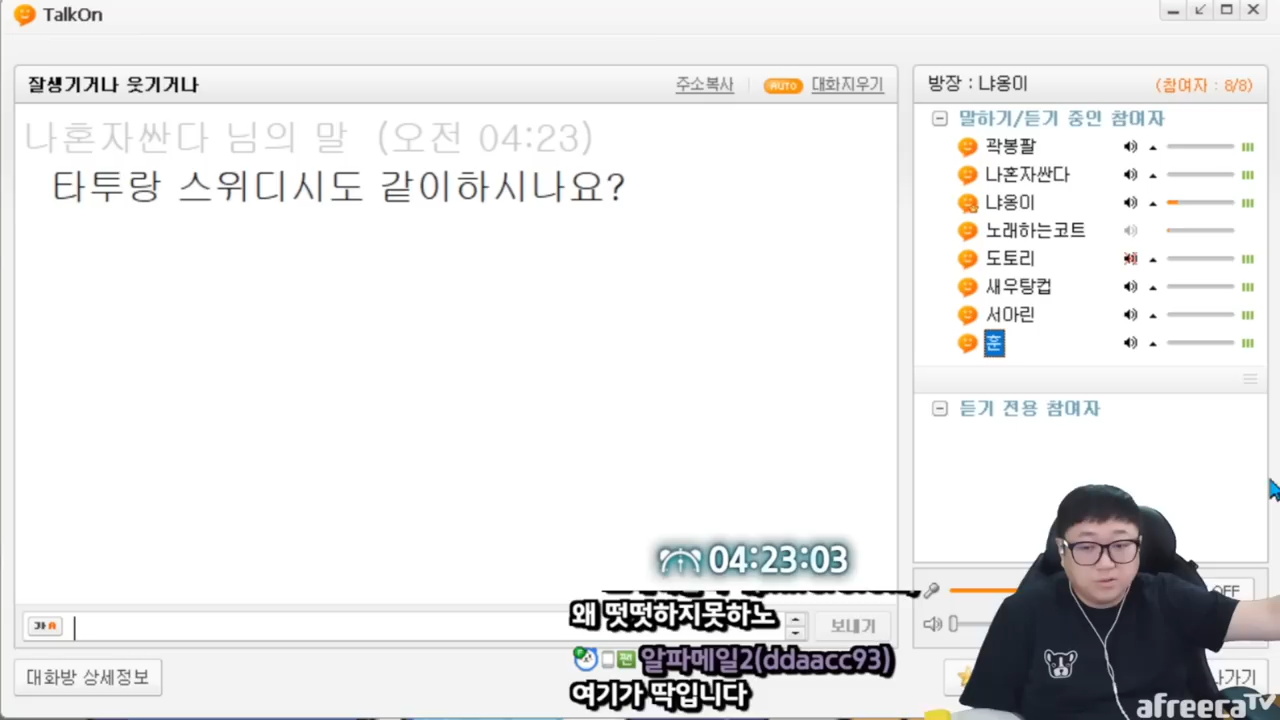 TalkOn
잘생기거나 웃기거나
주소복사
AUTO
대화지우기
나혼자싼다 님의 말 (오전 04:23)
타투랑 스위디시도 같이하시나요?
방장 : 냐옹이
(참여자 : 8/8)
말하기/듣기 중인 참여자
곽봉팔
나혼자싼다
냐옹이
노래하는코트
도토리
새우탕컵
서아린
훈
듣기 전용 참여자
04:23:03
왜 떳떳하지못하노
팬 알파메일2(ddaacc93)
여기가 딱입니다
가
보내기
대화방 상세정보
OFF
나가기
afreecaTV